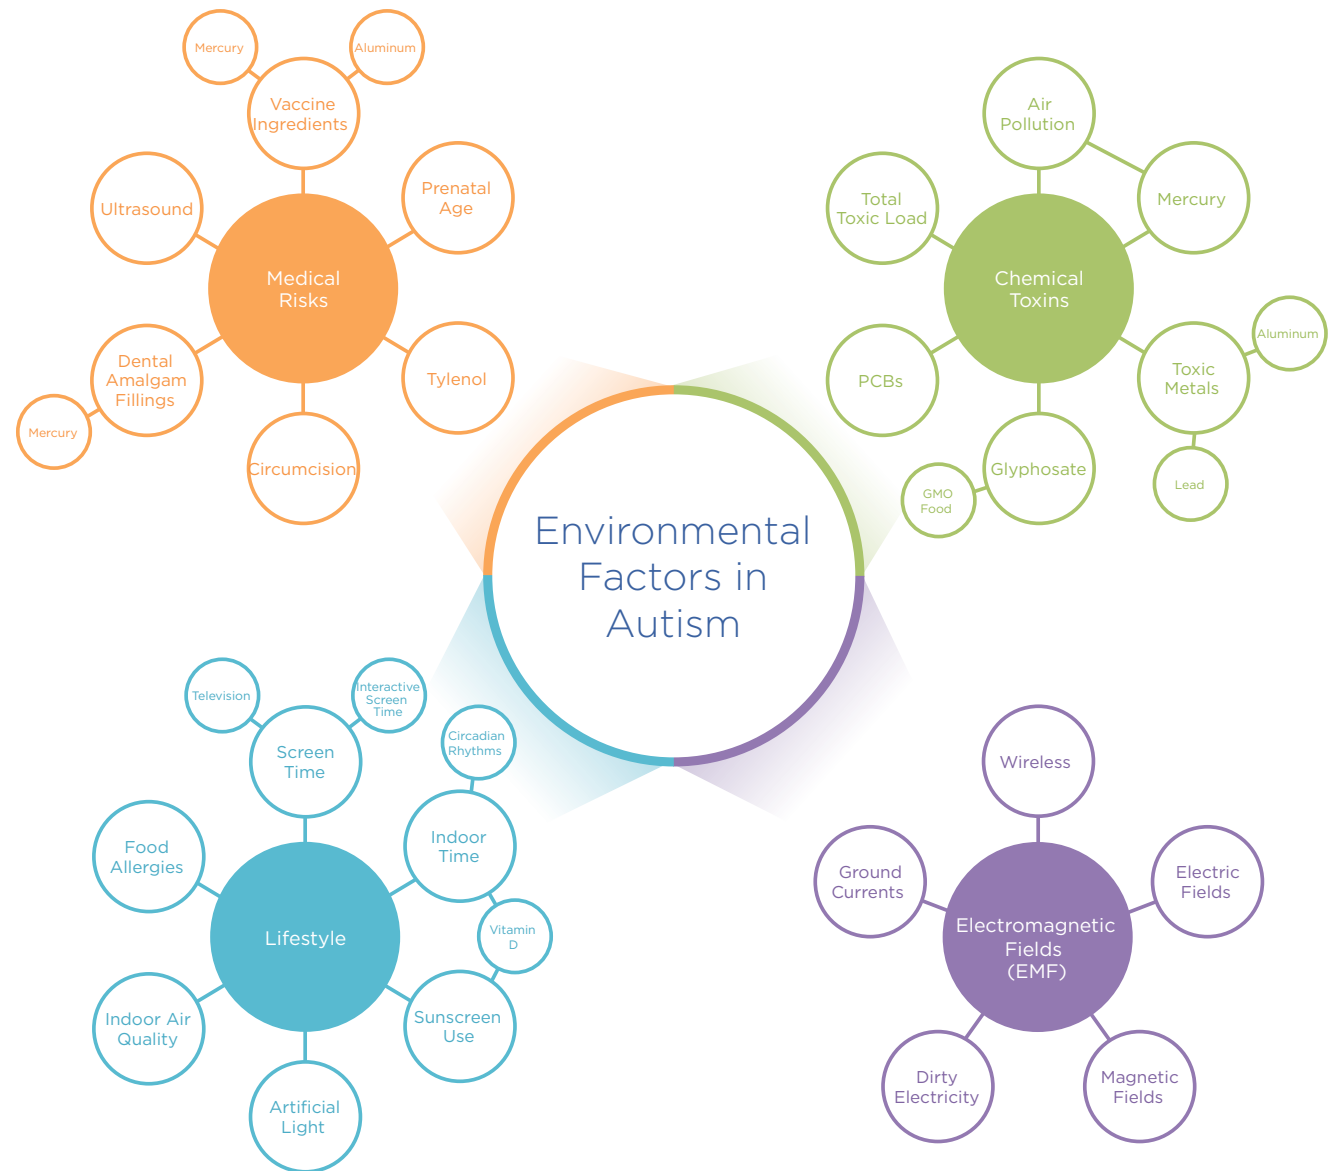 Mercury
Aluminum
Vaccine
Ingredients
Ultrasound
Prenatal
Age
Medical
Risks
Dental
Amalgam
Fillings
Mercury
Tylenol
Circumcision
Air
Pollution
Total
Toxic Load
Mercury
Chemical
Toxins
Aluminum
PCBs
Toxic
Metals
Glyphosate
GMO
Food
Lead
Environmental
Factors in
Autism
Television
Interactive
Screen
Time
Screen
Time
Circadian
Rhythms
Food
Allergies
Indoor
Time
Lifestyle
Vitamin
D
Indoor Air
Quality
Sunscreen
Use
Artificial
Light
Wireless
Ground
Currents
Electric
Fields
Electromagnetic
Fields
(EMF)
Dirty
Electricity
Magnetic
Fields